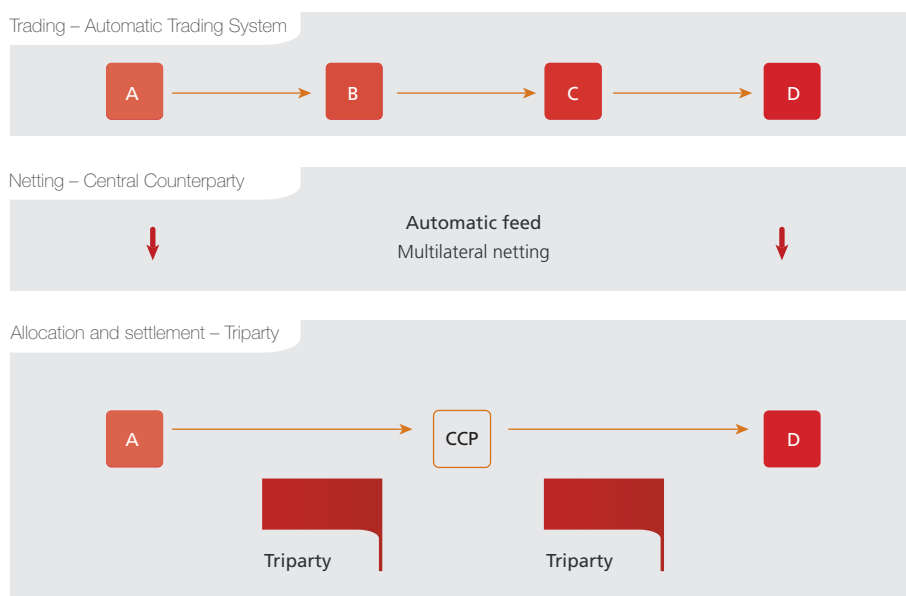 Trading – Automatic Trading System
A
B
C
D
Netting – Central Counterparty
Automatic feed
Multilateral netting
Allocation and settlement – Triparty
A
CCP
D
Triparty
Triparty